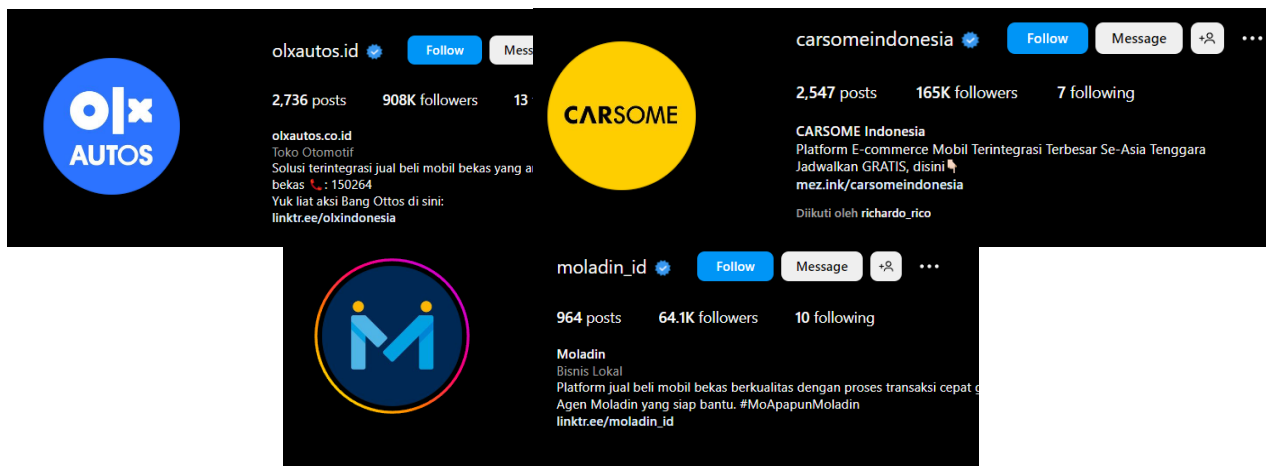 olx
AUTOS
olxautos.id
Follow
Mess
2,736 posts 908K followers 13
olxautos.co.id
Toko Otomotif
Solusi terintegrasi jual beli mobil bekas yang
bekas 📞: 150264
Yuk liat aksi Bang Ottos di sini:
linktr.ee/olxindonesia
CARSOME
carsomeindonesia
Follow
Message
2,547 posts 165K followers 7 following
CARSOME Indonesia
Platform E-commerce Mobil Terintegrasi Terbesar Se-Asia Tenggara
Jadwalkan GRATIS, disini👇🏻
mez.ink/carsomeindonesia
Diikuti oleh richardo_rico
M
moladin_id
Follow
Message
964 posts 64.1K followers 10 following
Moladin
Bisnis Lokal
Platform jual beli mobil bekas berkualitas dengan proses transaksi cepat
Agen Moladin yang siap bantu. #MoApapunMoladin
linktr.ee/moladin_id